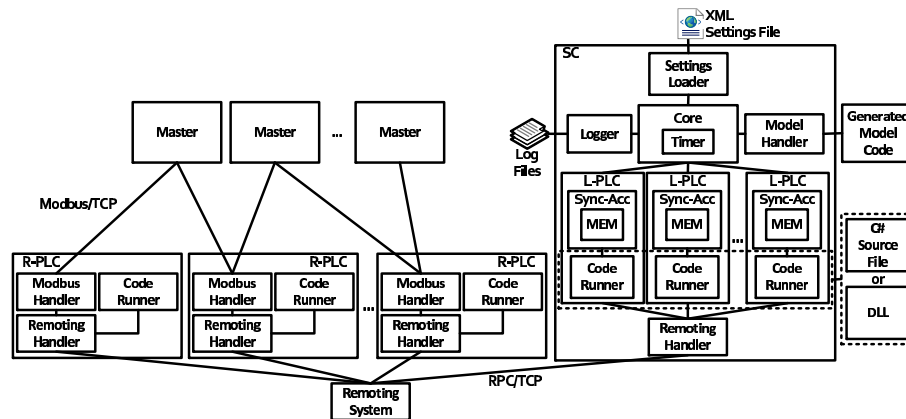 XML
Settings File
SC
Settings
Loader
Master
Master
...
Master
Log
Files
Logger
Core
Timer
Model
Handler
Generated
Model
Code
Modbus/TCP
L-PLC
L-PLC
L-PLC
Sync-Acc
Sync-Acc
Sync-Acc
MEM
MEM
...
MEM
Code
Runner
Code
Runner
Code
Runner
C#
Source
File
or
DLL
R-PLC
Modbus
Handler
Code
Runner
Remoting
Handler
R-PLC
Modbus
Handler
Code
Runner
Remoting
Handler
...
R-PLC
Modbus
Handler
Code
Runner
Remoting
Handler
Remoting
Handler
RPC/TCP
Remoting
System